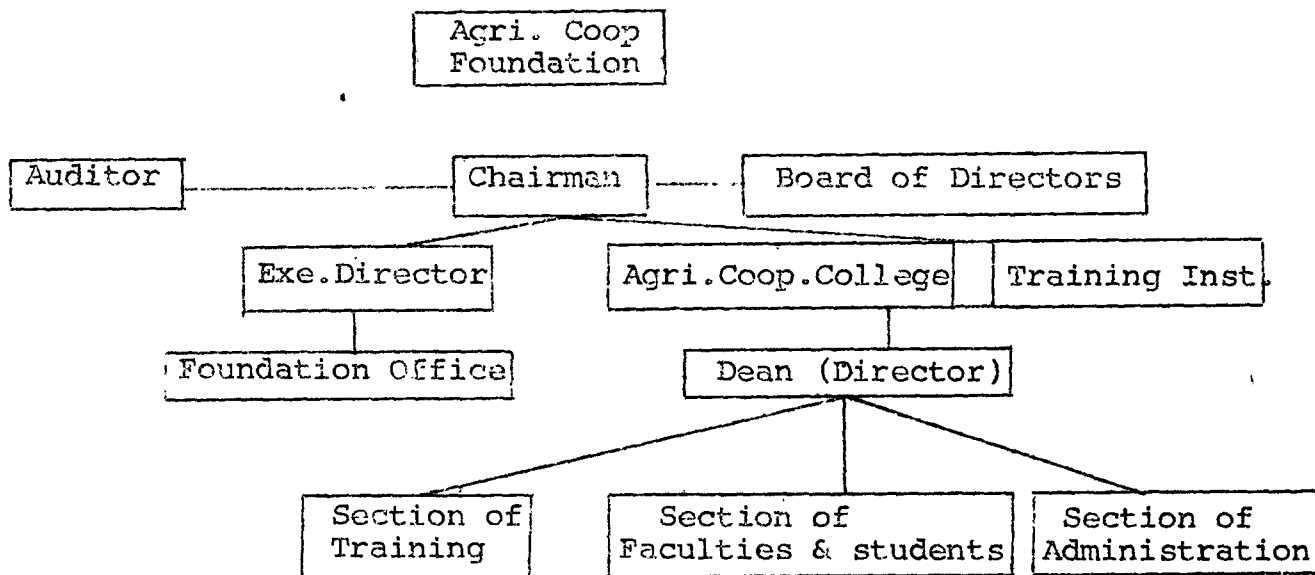 Agri. Coop
Foundation
Auditor
Chairman
Board of Directors
Exe.Director
Agri.Coop.College
Training Inst.
Foundation Office
Dean (Director)
Section of
Training
Section of
Faculties & students
Section of
Administration